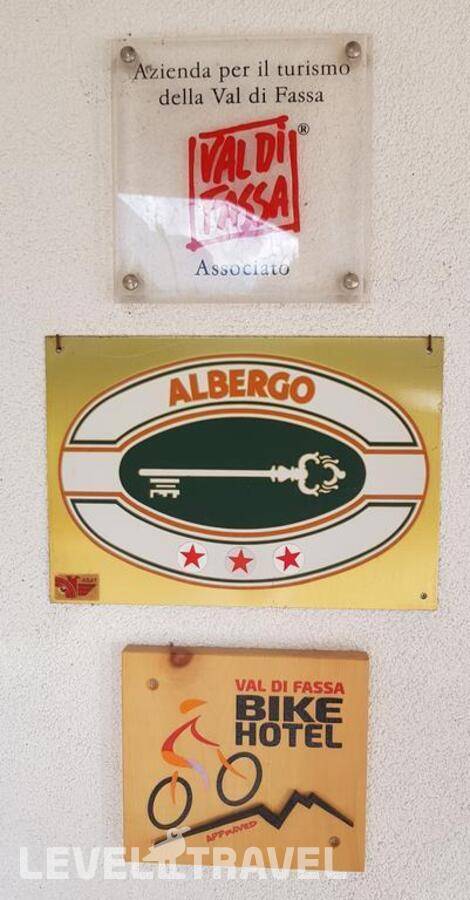 Azienda per il turismo
della Val di Fassa
VAL DI
FASSA ®
Associato
ALBERGO
VAL DI FASSA
BIKE
HOTEL
APPROVED
LEVEL TRAVEL